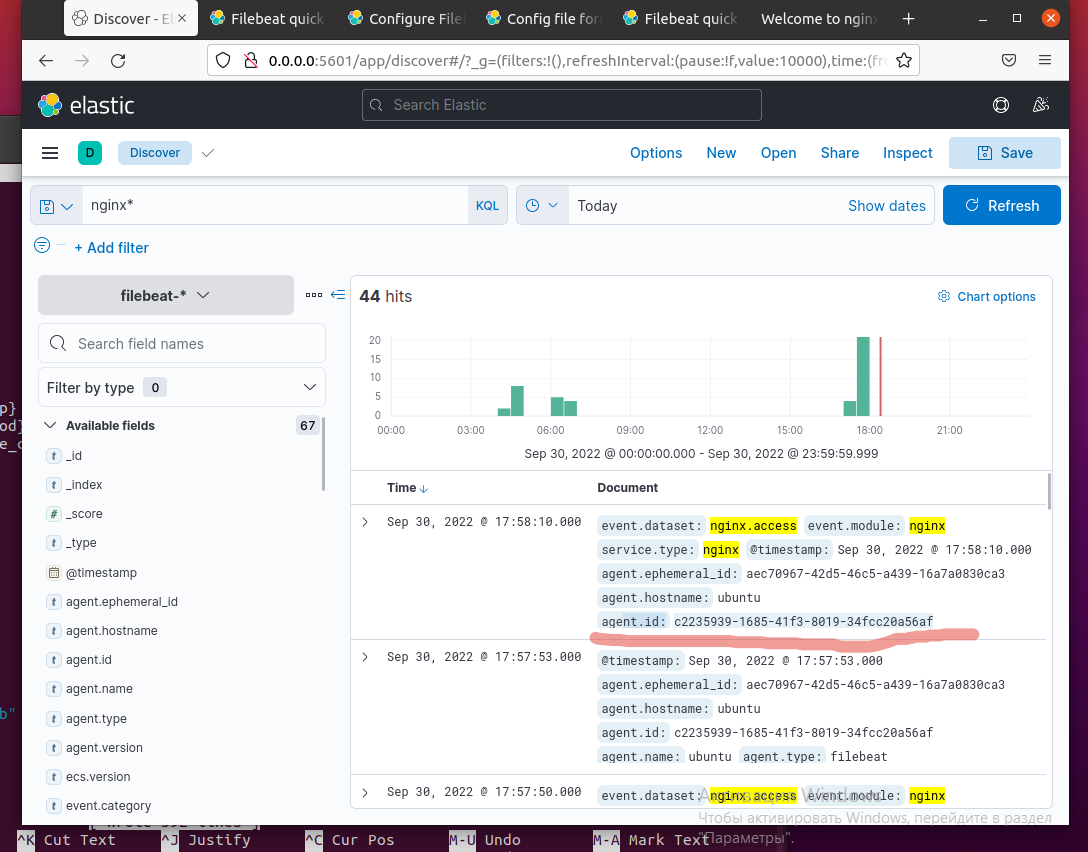 Discover - El
Filebeat quick
Configure File
Config file for
Filebeat quick
Welcome to nginx
0.0.0.0:5601/app/discover#/?_g=(filters:!(),refreshInterval:(pause:!f,value:10000),time:(fro
elastic
Search Elastic
D
Discover
Options
New
Open
Share
Inspect
Save
nginx*
KQL
Today
Show dates
Refresh
+ Add filter
filebeat-*
44 hits
Chart options
Search field names
Filter by type 0
Available fields 67
t _id
t _index
# _score
t _type
@timestamp
t agent.ephemeral_id
t agent.hostname
t agent.id
t agent.name
t agent.type
t agent.version
t ecs.version
t event.category
20
15
10
5
0
00:00 03:00 06:00 09:00 12:00 15:00 18:00 21:00
Sep 30, 2022 @ 00:00:00.000 - Sep 30, 2022 @ 23:59:59.999
Time Document
Sep 30, 2022 @ 17:58:10.000
event.dataset: nginx.access event.module: nginx
service.type: nginx @timestamp: Sep 30, 2022 @ 17:58:10.000
agent.ephemeral_id: aec70967-42d5-46c5-a439-16a7a0830ca3
agent.hostname: ubuntu
agent.id: c2235939-1685-41f3-8019-34fcc20a56af
Sep 30, 2022 @ 17:57:53.000
@timestamp: Sep 30, 2022 @ 17:57:53.000
agent.ephemeral_id: aec70967-42d5-46c5-a439-16a7a0830ca3
agent.hostname: ubuntu
agent.id: c2235939-1685-41f3-8019-34fcc20a56af
agent.name: ubuntu agent.type: filebeat
Sep 30, 2022 @ 17:57:50.000
event.dataset: nginx.access event.module: nginx
p}
od}
e_c
b"
Активация Windows
Чтобы активировать Windows, перейдите в раздел
"Параметры".
^K Cut Text ^J Justify ^C Cur Pos M-U Undo M-A Mark Text